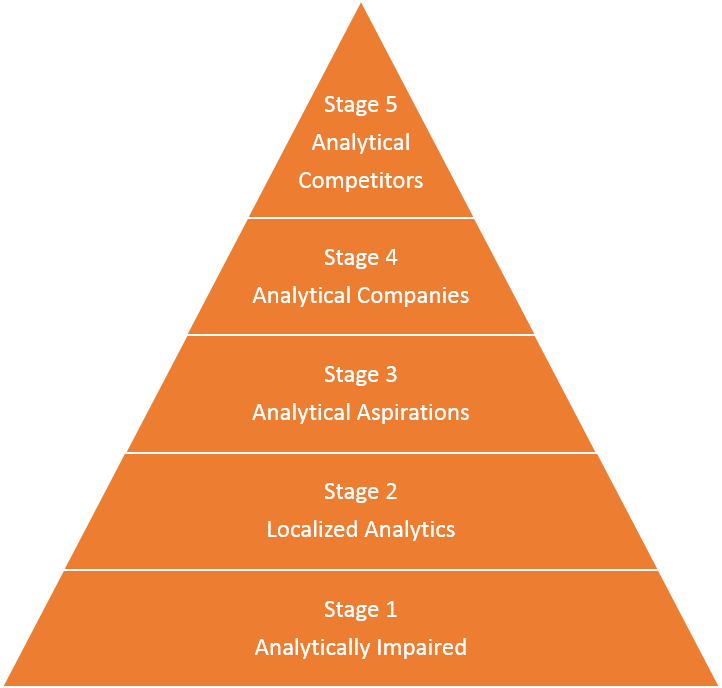 Stage 5
Analytical
Competitors
Stage 4
Analytical Companies
Stage 3
Analytical Aspirations
Stage 2
Localized Analytics
Stage 1
Analytically Impaired